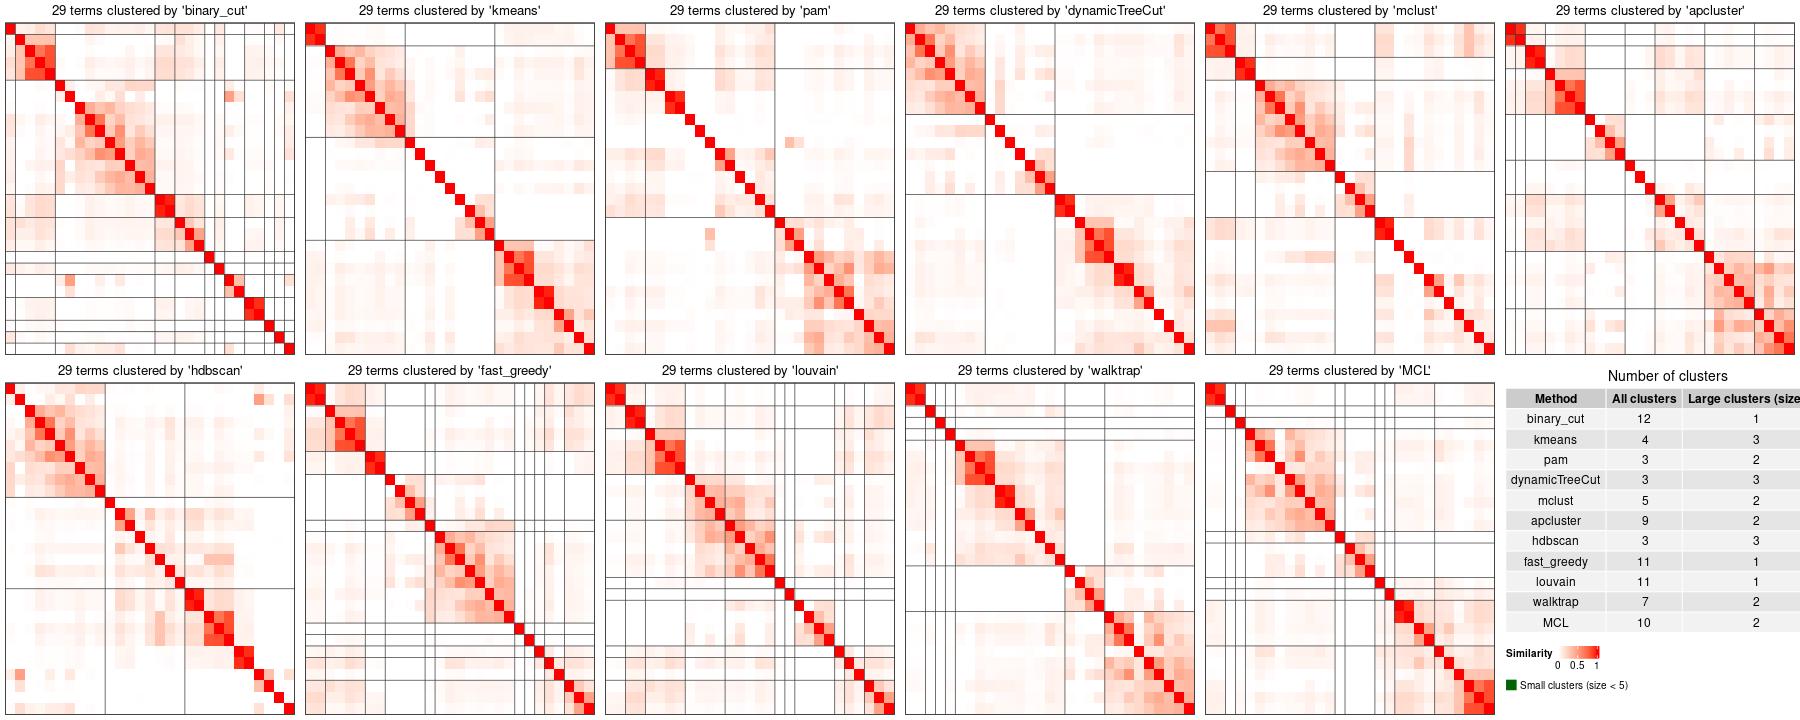 29 terms clustered by 'binary_cut'
29 terms clustered by 'kmeans'
29 terms clustered by 'pam'
29 terms clustered by 'dynamicTreeCut'
29 terms clustered by 'mclust'
29 terms clustered by 'apcluster'
29 terms clustered by 'hdbscan'
29 terms clustered by 'fast_greedy'
29 terms clustered by 'louvain'
29 terms clustered by 'walktrap'
29 terms clustered by 'MCL'
Number of clusters
Method All clusters Large clusters (size
binary_cut 12 1
kmeans 4 3
pam 3 2
dynamicTreeCut 3 3
mclust 5 2
apcluster 9 2
hdbscan 3 3
fast_greedy 11 1
louvain 11 1
walktrap 7 2
MCL 10 2
Similarity
0 0.5 1
Small clusters (size < 5)